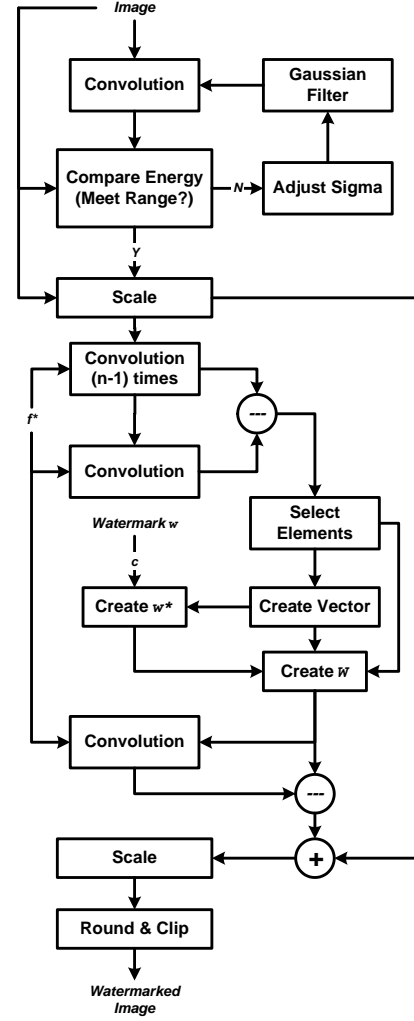 Image
Convolution
Gaussian
Filter
Compare Energy
(Meet Range?)
N
Adjust Sigma
Y
Scale
Convolution
(n-1) times
f*
---
Convolution
Select
Elements
Watermark w
c
Create w*
Create Vector
Create W̄
Convolution
---
Scale
+
Round & Clip
Watermarked
Image